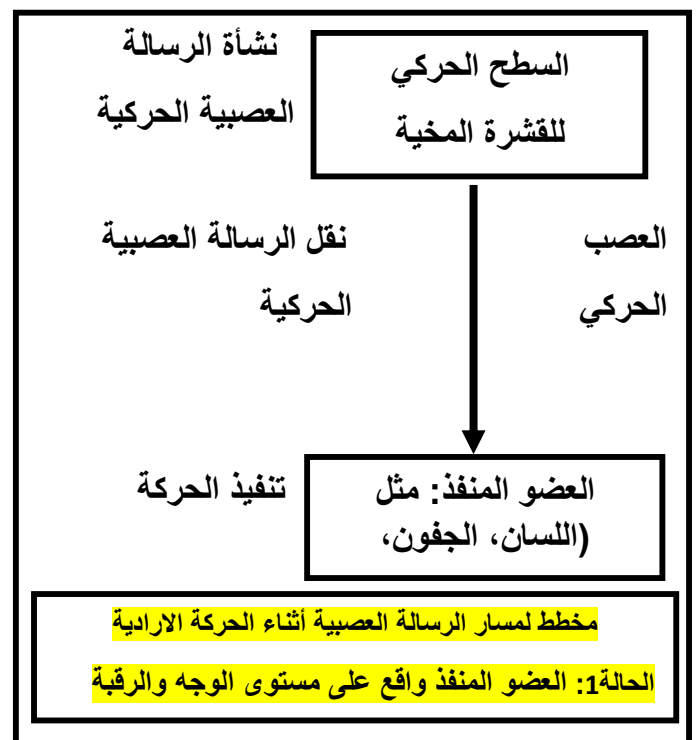 نشأة الرسالة
العصبية الحركية
السطح الحركي
للقشرة المخية
العصب
الحركي
نقل الرسالة العصبية
الحركية
العضو المنفذ: مثل
(اللسان، الجفون،
تنفيذ الحركة
مخطط لمسار الرسالة العصبية أثناء الحركة الارادية
الحالة1: العضو المنفذ واقع على مستوى الوجه والرقبة